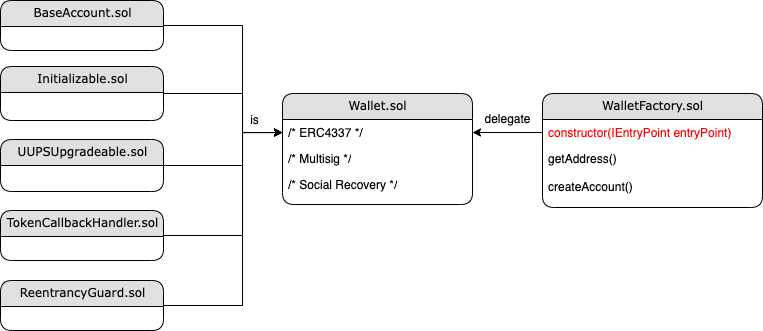 BaseAccount.sol
Initializable.sol
UUPSUpgradeable.sol
TokenCallbackHandler.sol
ReentrancyGuard.sol
is
Wallet.sol
/* ERC4337 */
/* Multisig */
/* Social Recovery */
delegate
WalletFactory.sol
constructor(IEntryPoint entryPoint)
getAddress()
createAccount()